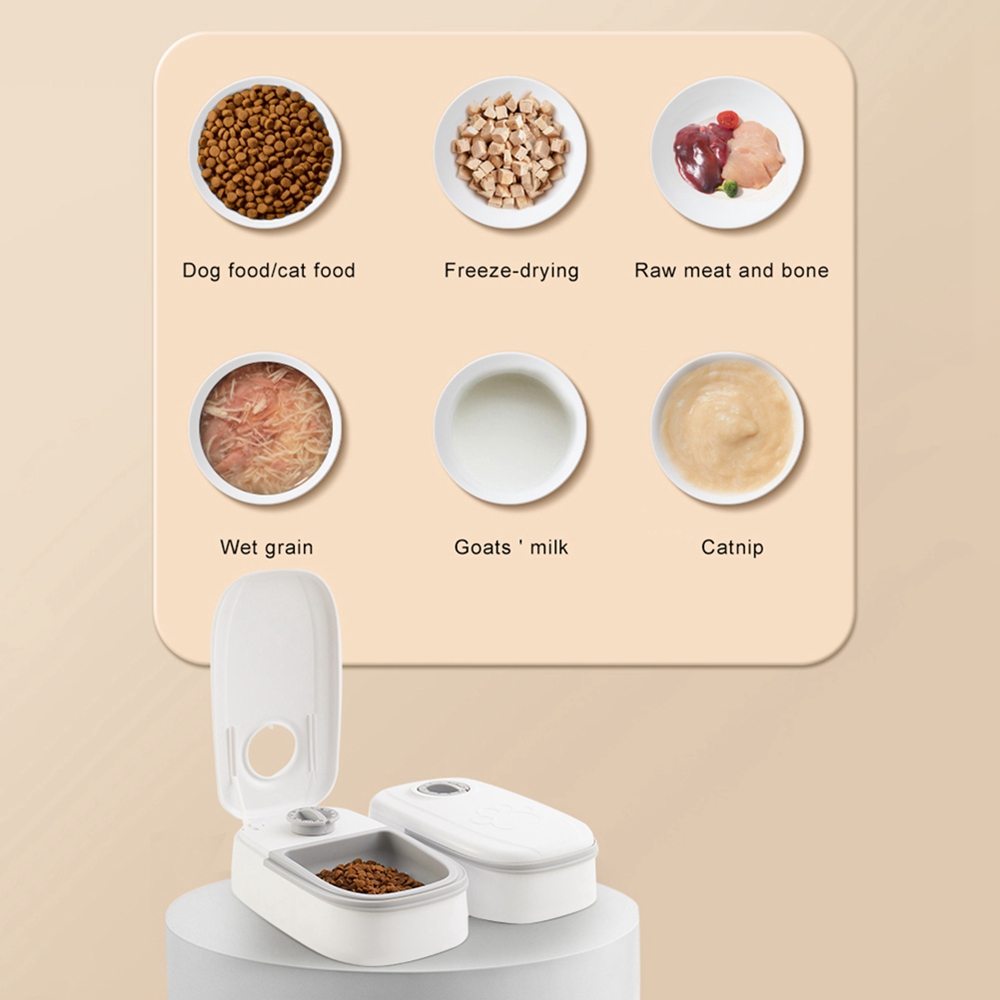 Dog food/cat food
Freeze-drying
Raw meat and bone
Wet grain
Goats ' milk
Catnip